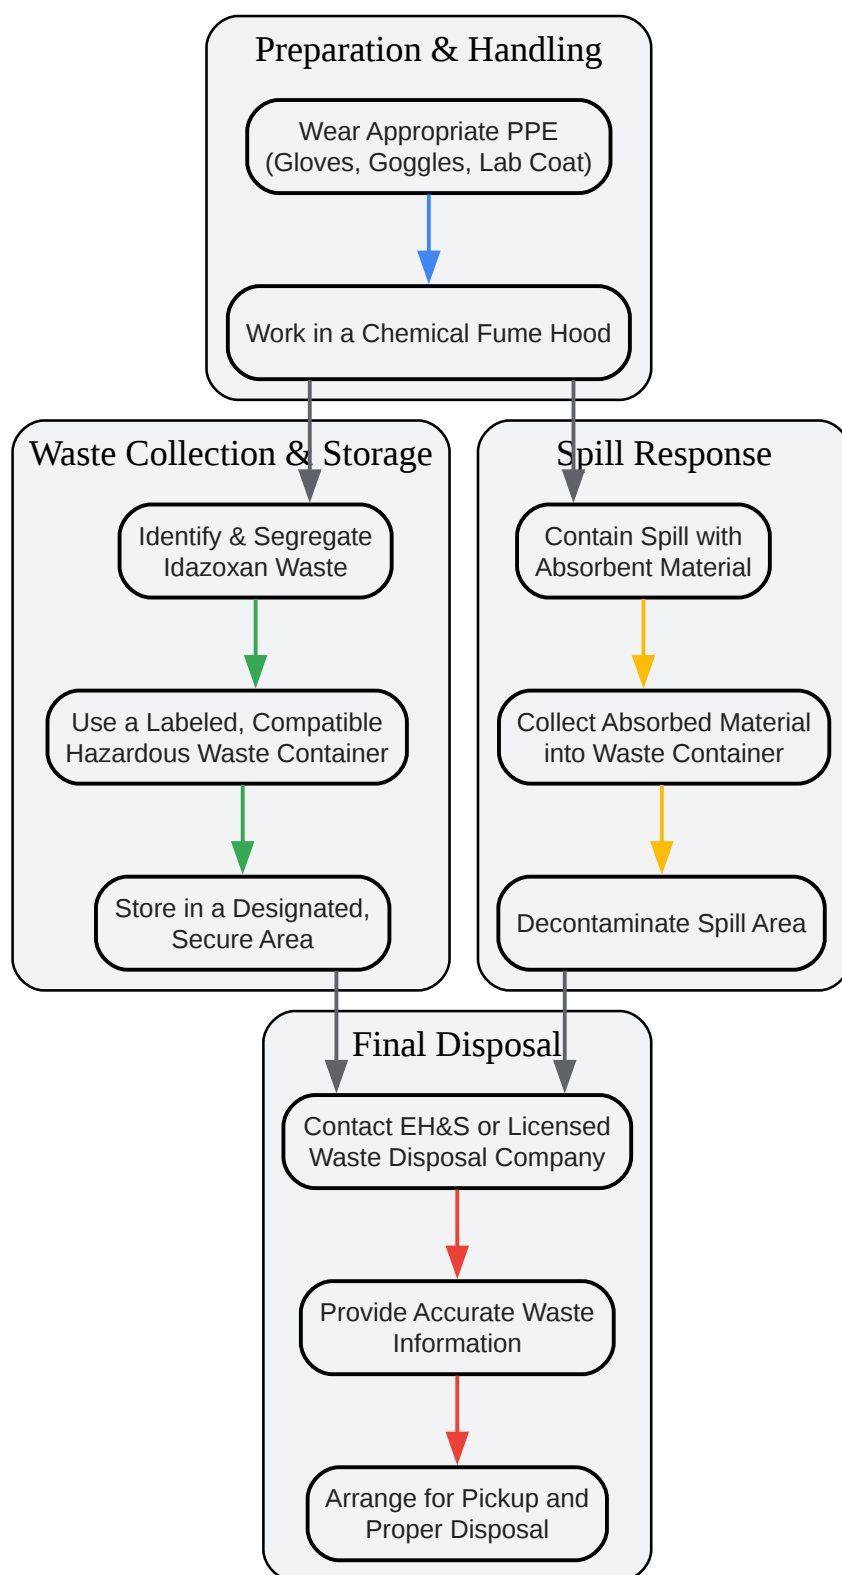 Preparation & Handling
Wear Appropriate PPE
(Gloves, Goggles, Lab Coat)
Work in a Chemical Fume Hood
Waste Collection & Storage
Identify & Segregate
Idazoxan Waste
Use a Labeled, Compatible
Hazardous Waste Container
Store in a Designated,
Secure Area
Spill Response
Contain Spill with
Absorbent Material
Collect Absorbed Material
into Waste Container
Decontaminate Spill Area
Final Disposal
Contact EH&S or Licensed
Waste Disposal Company
Provide Accurate Waste
Information
Arrange for Pickup and
Proper Disposal